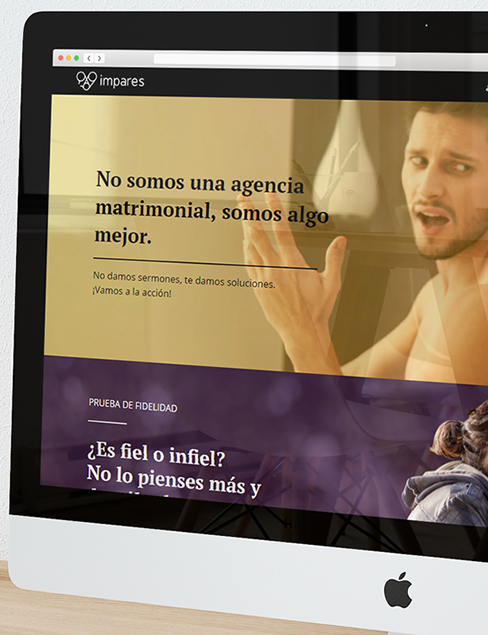 impares
No somos una agencia
matrimonial, somos algo
mejor.
No damos sermones, te damos soluciones.
¡Vamos a la acción!
PRUEBA DE FIDELIDAD
¿Es fiel o infiel?
No lo pienses más y